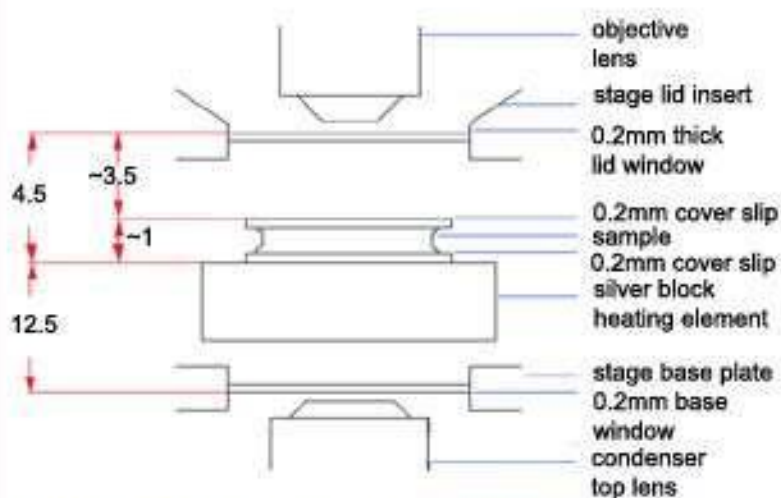 objective
lens
stage lid insert
0.2mm thick
lid window
~3.5
4.5
0.2mm cover slip
~1
sample
0.2mm cover slip
silver block
heating element
12.5
stage base plate
0.2mm base
window
condenser
top lens